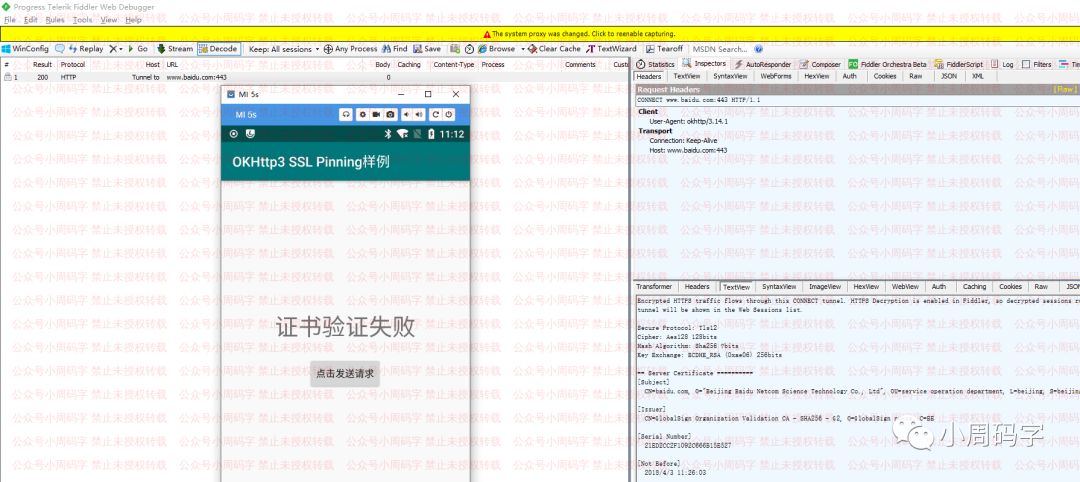 Progress Telerik Fiddler Web Debugger
File Edit Rules Tools View Help
The system proxy was changed. Click to reenable capturing.
WinConfig Replay Go Stream Decode Keep: All sessions Any Process Find Save Browse Clear Cache TextWizard Tearoff MSDN Search...
# Result Protocol Host URL Body Caching Content-Type Process Comments Custo
1 200 HTTP Tunnel to www.baidu.com:443 0
MI 5s
MI 5s
11:12
OKHttp3 SSL Pinning样例
证书验证失败
点击发送请求
Statistics Inspectors AutoResponder Composer Fiddler Orchestra Beta FiddlerScript Log Filters Tim
Headers TextView SyntaxView WebForms HexView Auth Cookies Raw JSON XML
Request Headers [Raw]
CONNECT www.baidu.com:443 HTTP/1.1
Client
User-Agent: okhttp/3.14.1
Transport
Connection: Keep-Alive
Host: www.baidu.com:443
Transformer Headers TextView SyntaxView ImageView HexView WebView Auth Caching Cookies Raw JSON
Encrypted HTTPS traffic flows through this CONNECT tunnel. HTTPS Decryption is enabled in Fiddler, so decrypted sessions ru
tunnel will be shown in the Web Sessions list.
Secure Protocol: Tls12
Cipher: Aes128 128bits
Hash Algorithm: Sha256 ?bits
Key Exchange: ECDHE_RSA (0xae06) 256bits
== Server Certificate ==========
[Subject]
CN=baidu.com, O="Beijing Baidu Netcom Science Technology Co., Ltd", OU=service operation department, L=beijing, S=beijing
[Issuer]
CN=GlobalSign Organization Validation CA - SHA256 - G2, O=GlobalSign
[Serial Number]
[Not Before]
2018/4/3 11:26:03
小周码字
公众号小周码字 禁止未授权转载